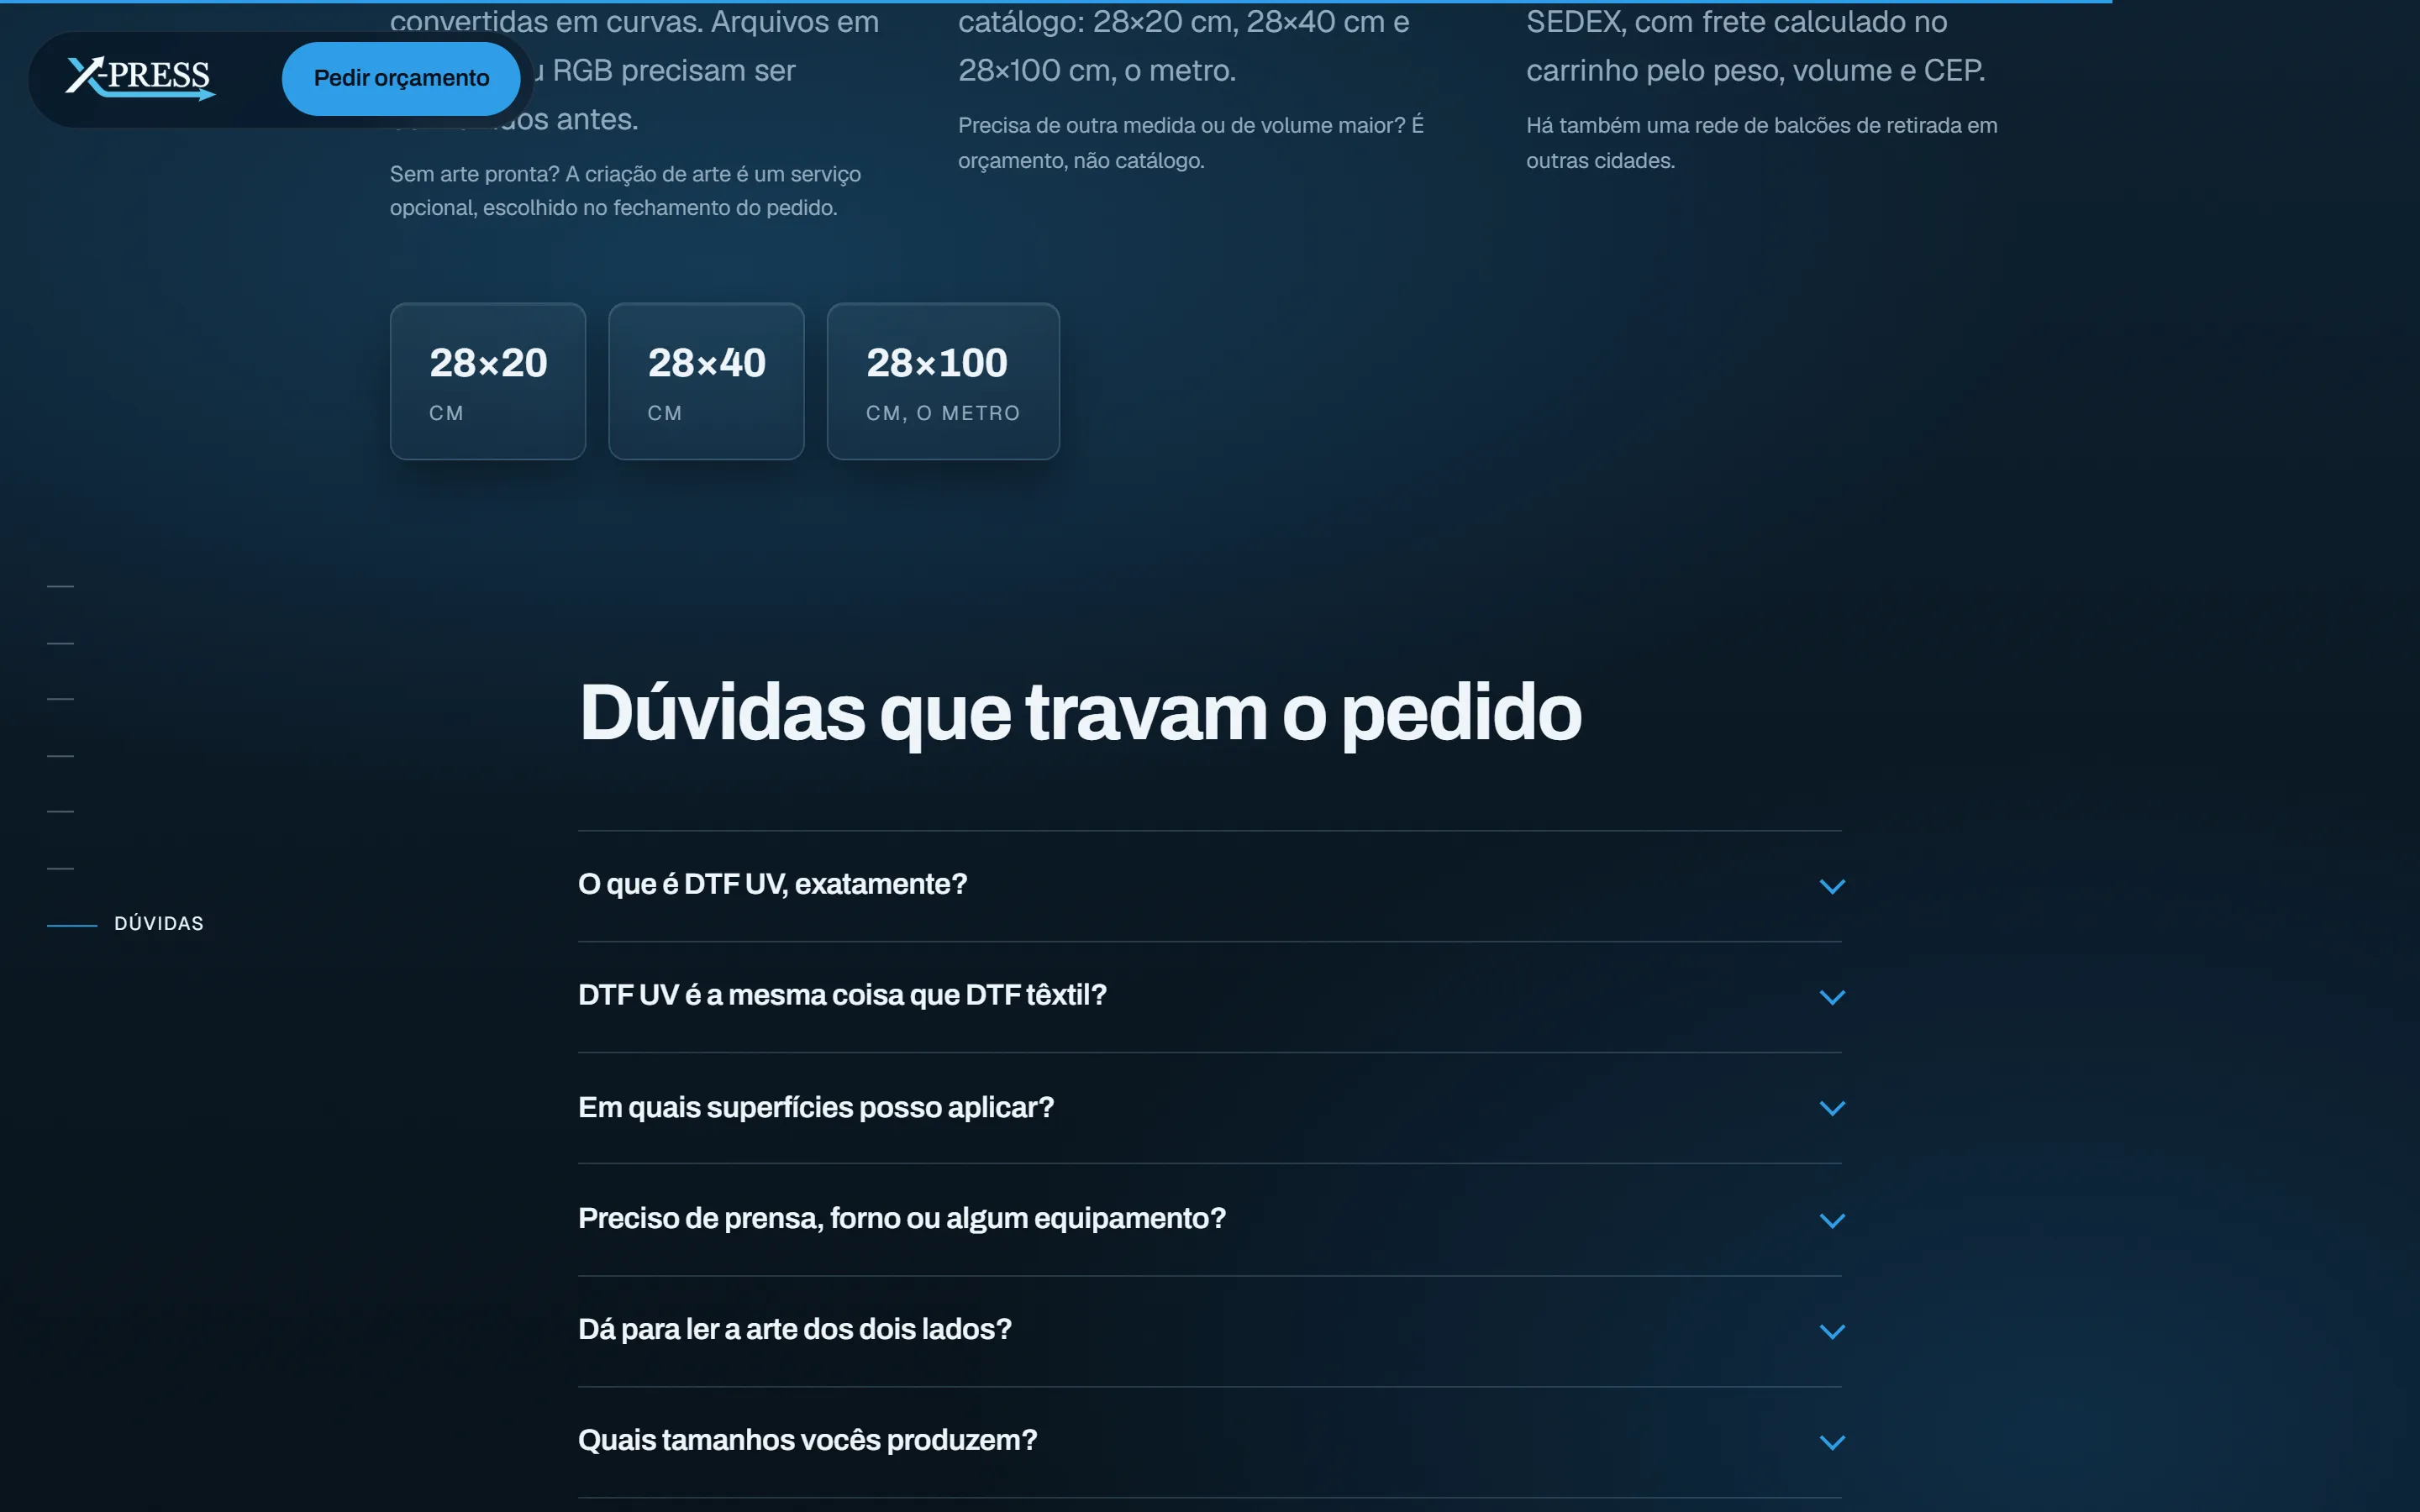 convertidas em curvas. Arquivos em
RGB precisam ser
antes.
Sem arte pronta? A criação de arte é um serviço
opcional, escolhido no fechamento do pedido.
catálogo: 28×20 cm, 28×40 cm e
28×100 cm, o metro.
Precisa de outra medida ou de volume maior? É
orçamento, não catálogo.
SEDEX, com frete calculado no
carrinho pelo peso, volume e CEP.
Há também uma rede de balcões de retirada em
outras cidades.
X-PRESS
Pedir orçamento
28×20
CM
28×40
CM
28×100
CM, O METRO
Dúvidas que travam o pedido
O que é DTF UV, exatamente?
DTF UV é a mesma coisa que DTF têxtil?
Em quais superfícies posso aplicar?
DÚVIDAS
Preciso de prensa, forno ou algum equipamento?
Dá para ler a arte dos dois lados?
Quais tamanhos vocês produzem?